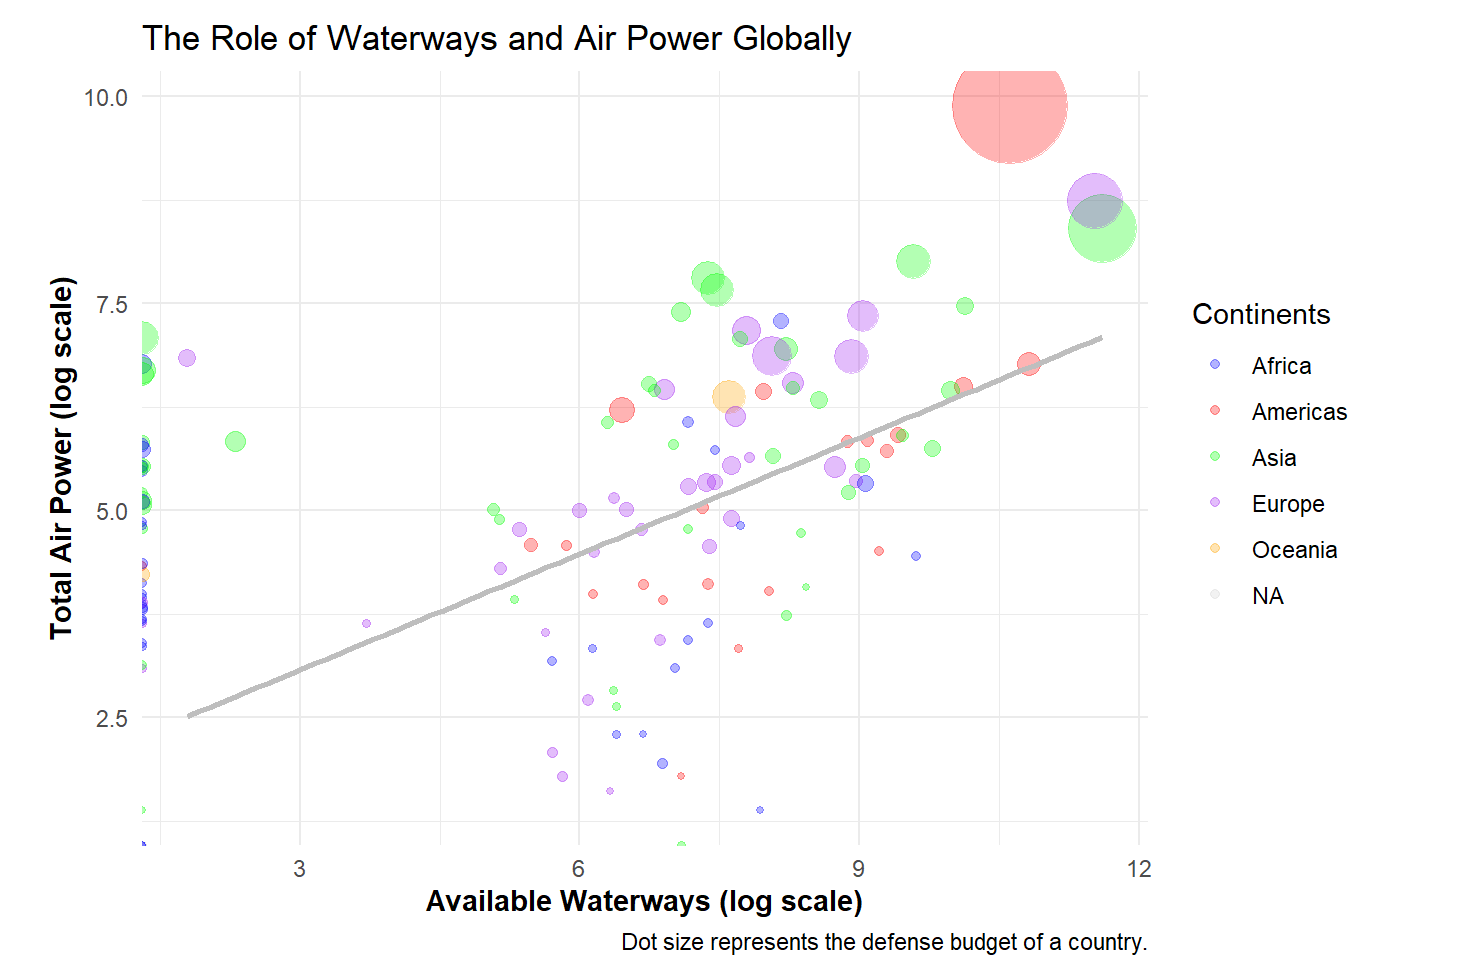 The Role of Waterways and Air Power Globally
10.0
7.5
5.0
2.5
Total Air Power (log scale)
3
6
9
12
Available Waterways (log scale)
Dot size represents the defense budget of a country.
Continents
Africa
Americas
Asia
Europe
Oceania
NA